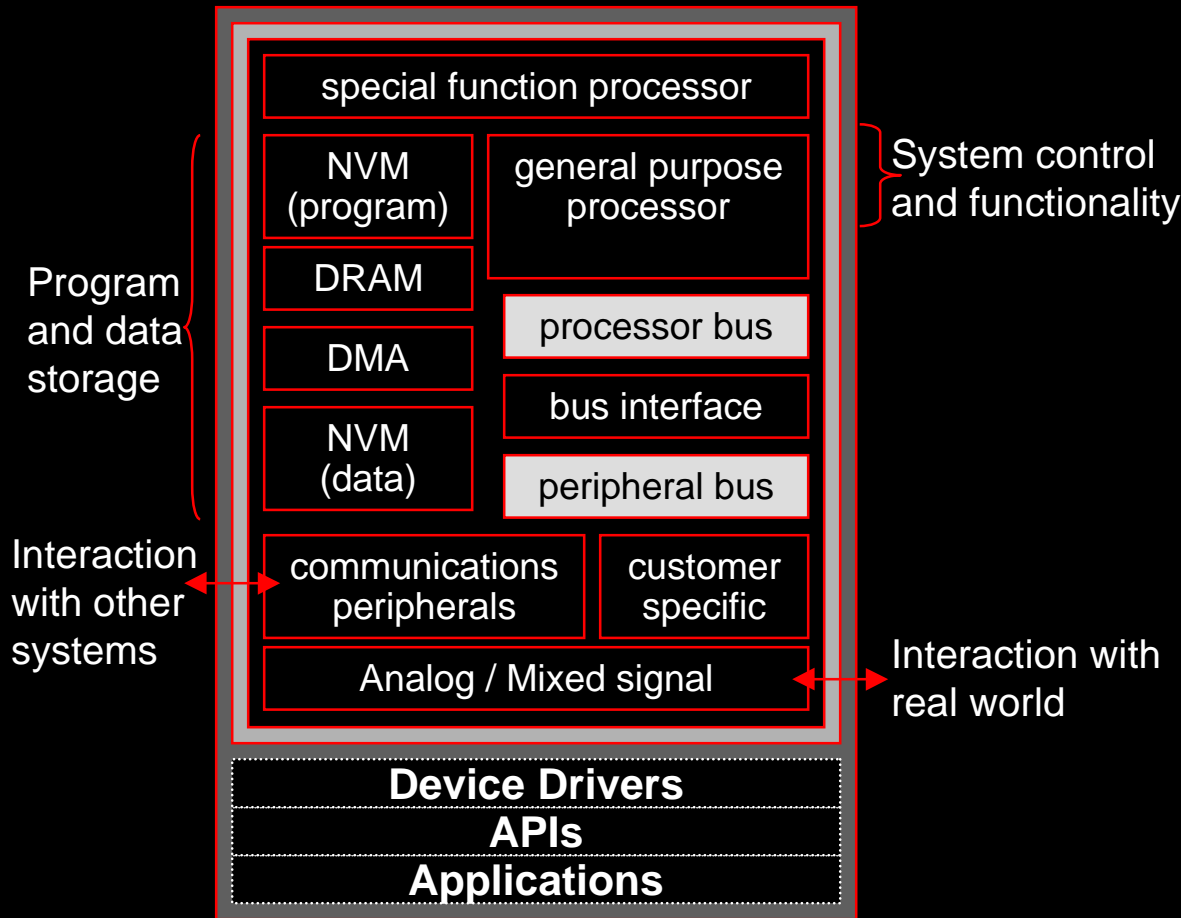 special function processor
NVM
(program)
general purpose
processor
System control
and functionality
DRAM
Program
and data
storage
processor bus
DMA
bus interface
NVM
(data)
peripheral bus
Interaction
with other
systems
communications
peripherals
customer
specific
Analog / Mixed signal
Interaction with
real world
Device Drivers
APIs
Applications